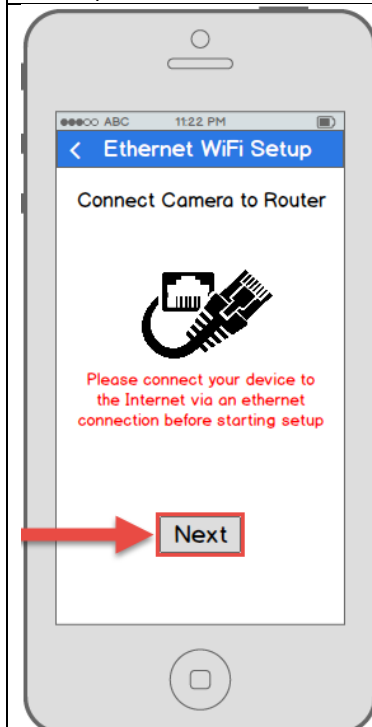 ABC 11:22 PM
< Ethernet WiFi Setup
Connect Camera to Router
Please connect your device to
the Internet via an ethernet
connection before starting setup
Next